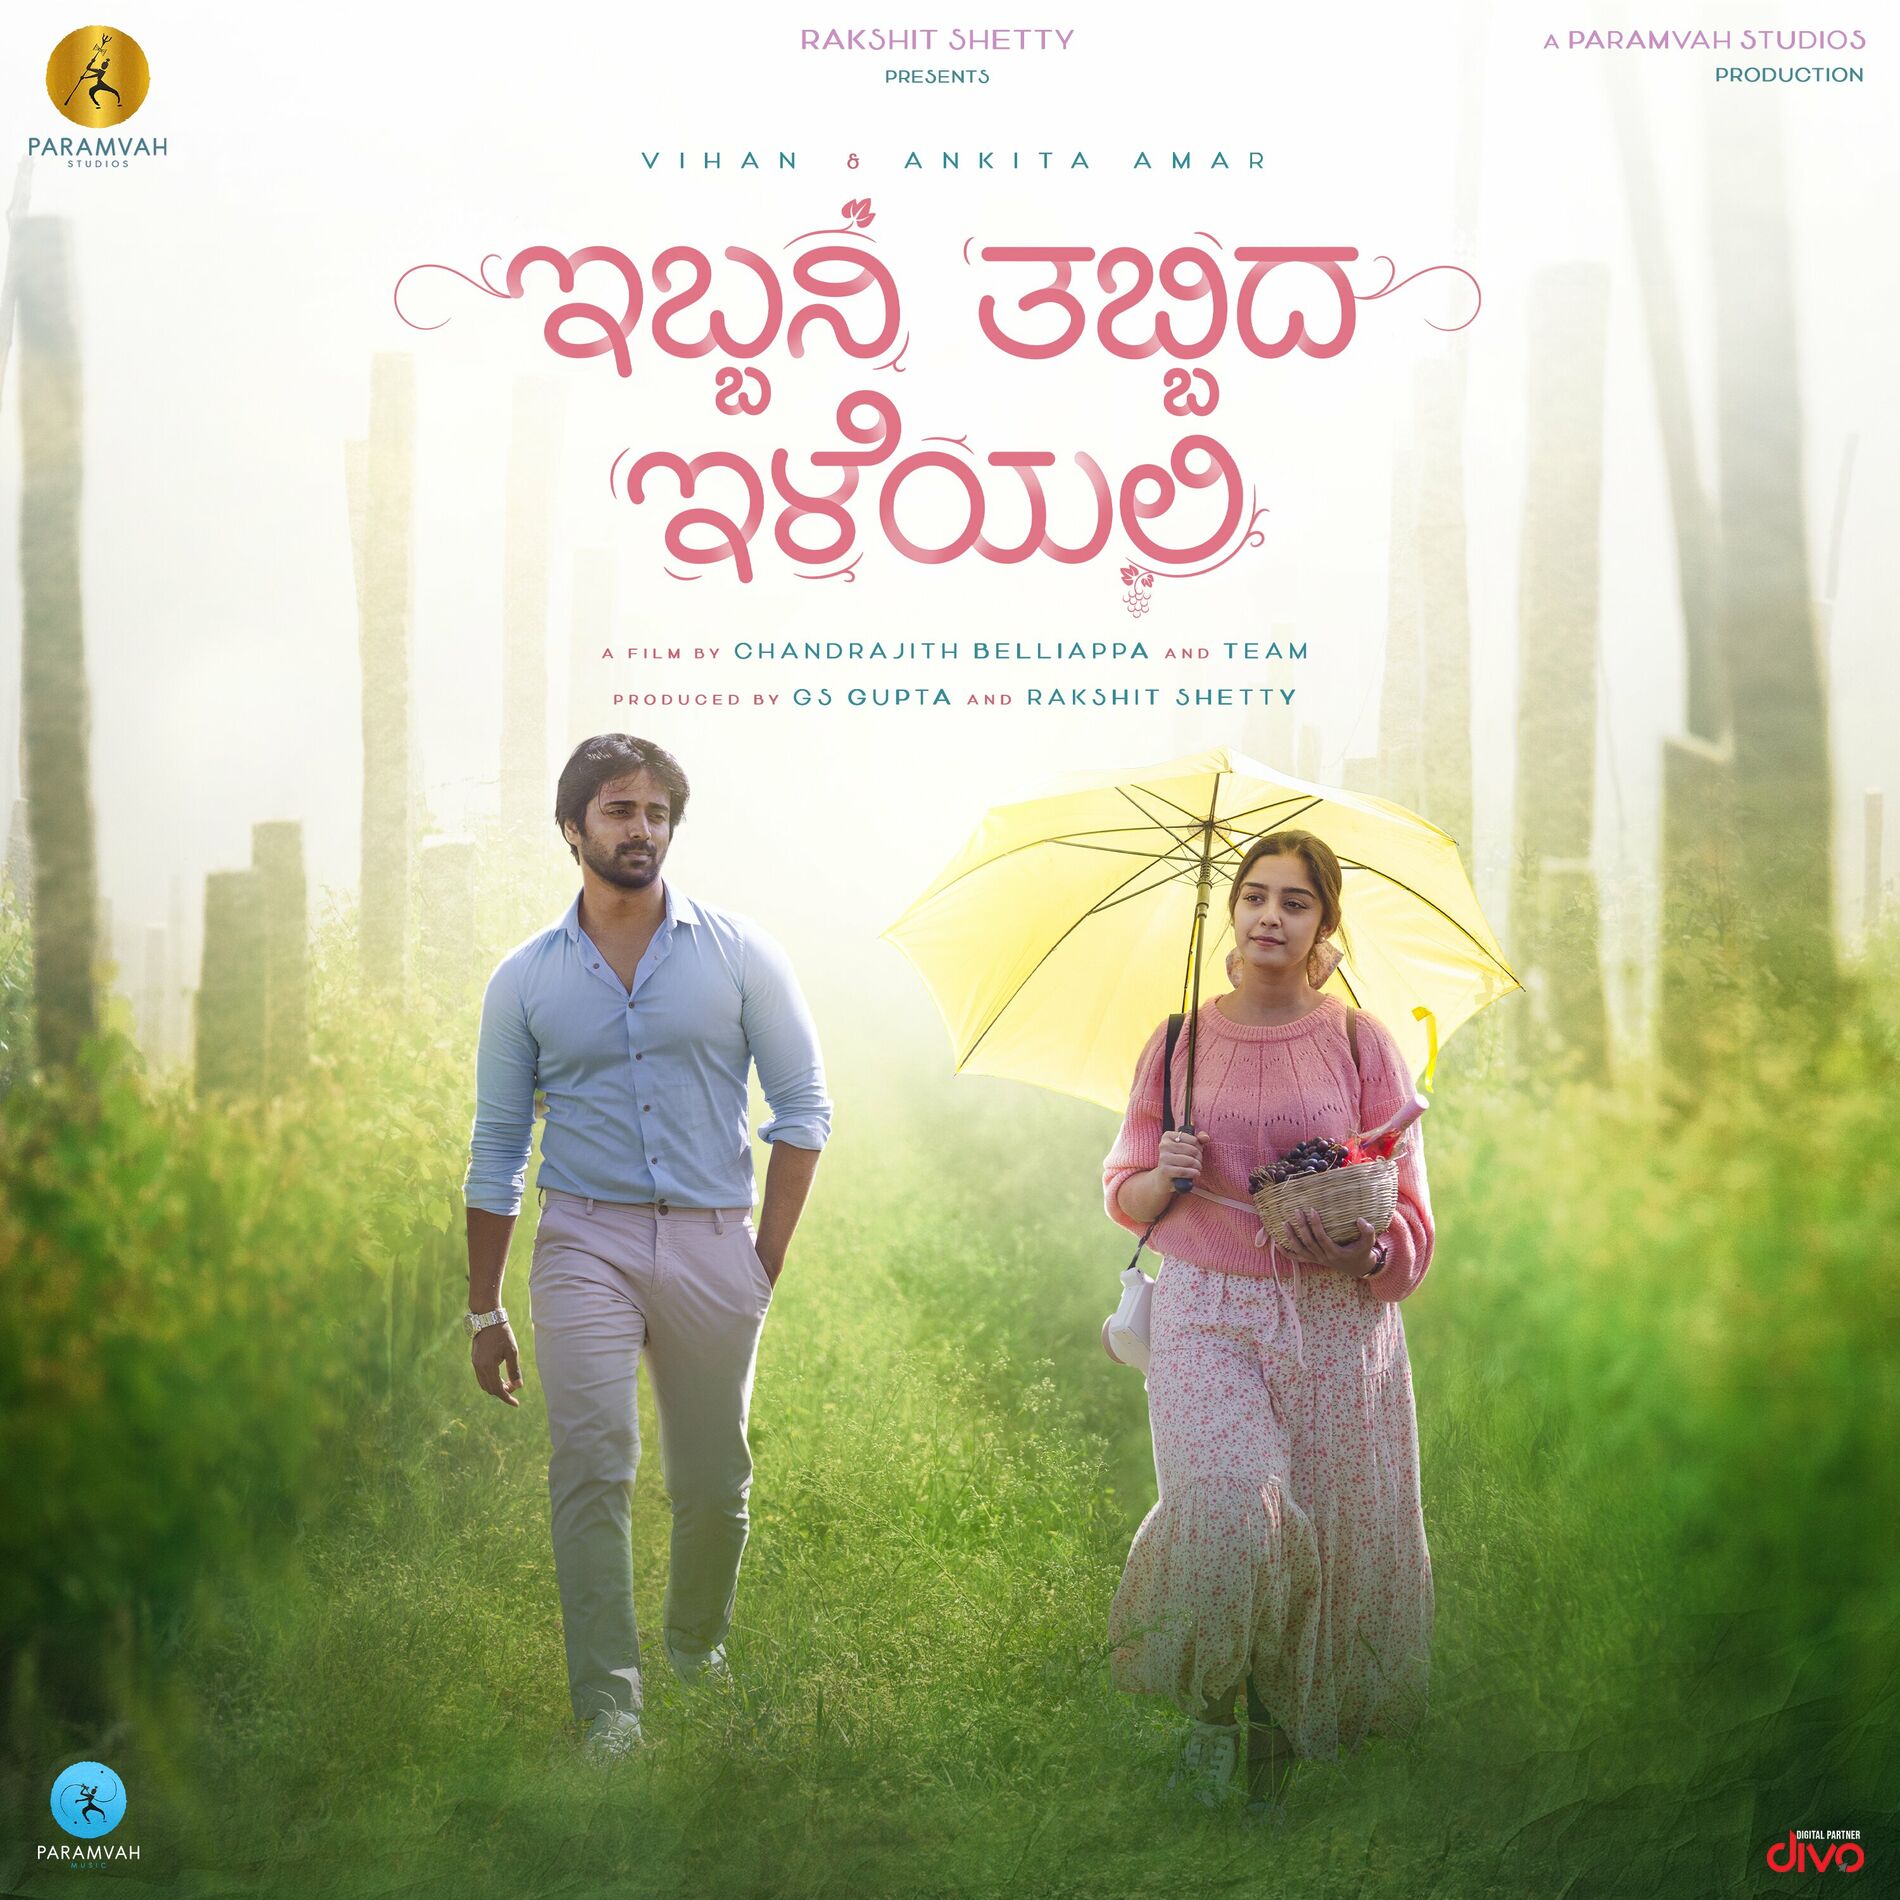 RAKSHIT SHETTY
PRESENTS
A PARAMVAH STUDIOS
PRODUCTION
PARAMVAH
STUDIOS
VIHAN & ANKITA AMAR
ಇಬ್ಬನಿ ತಬ್ಬಿದ
ಇಳೆಯಲಿ
A FILM BY CHANDRAJITH BELLIAPPA AND TEAM
PRODUCED BY GS GUPTA AND RAKSHIT SHETTY
PARAMVAH
MUSIC
DIGITAL PARTNER
divo